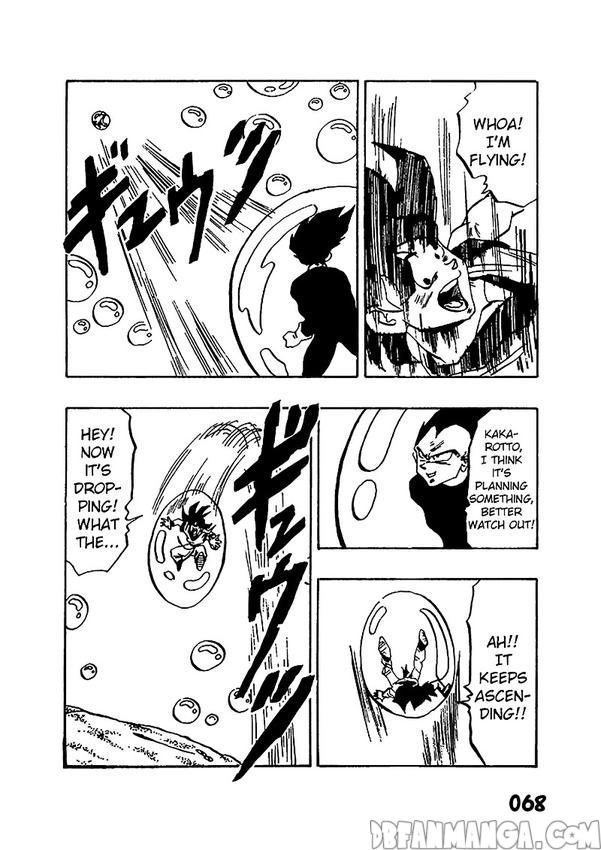 WHOA!
I'M
FLYING!
ギュウッ
KAKA-
ROTTO,
I THINK
IT'S
PLANNING
SOMETHING,
BETTER
WATCH OUT!
AH!!
IT
KEEPS
ASCEN-
DING!!
ギュウッ
HEY!
NOW
IT'S
DROP-
PING!
WHAT
THE...
068
DBFANMANGA.COM